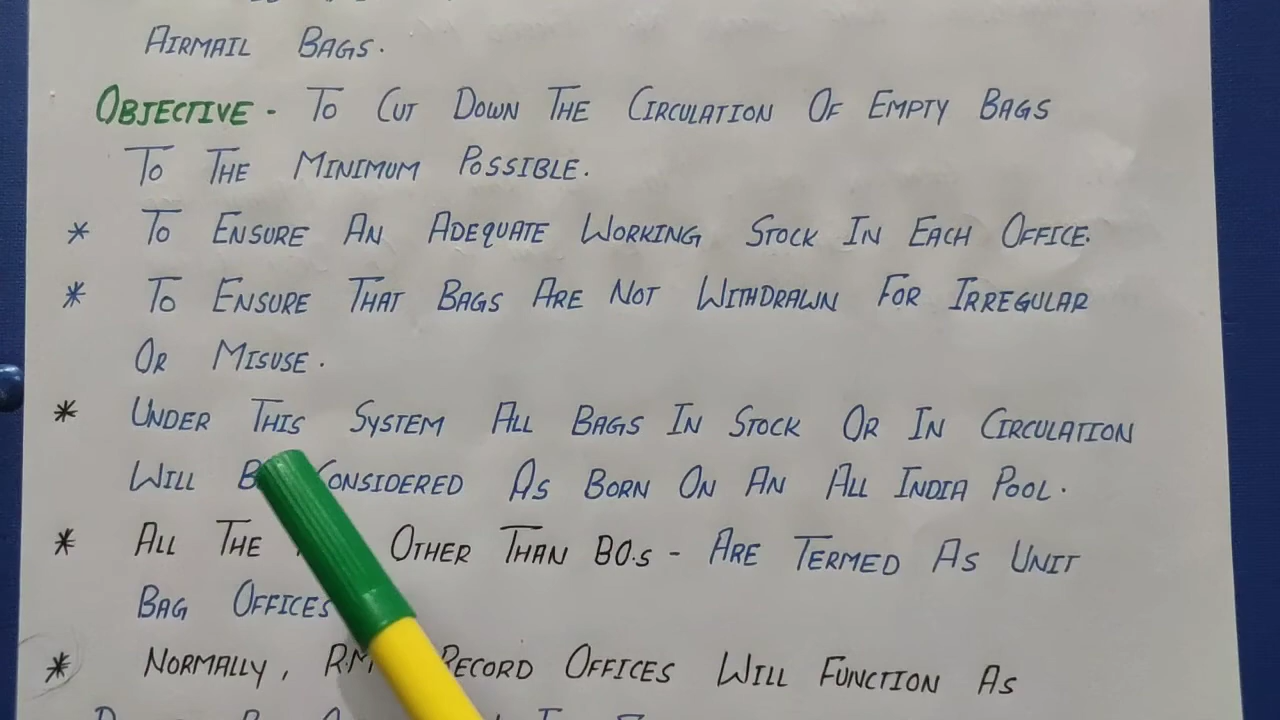 AIRMAIL BAGS.
OBJECTIVE - TO CUT DOWN THE CIRCULATION OF EMPTY BAGS
TO THE MINIMUM POSSIBLE.
* TO ENSURE AN ADEQUATE WORKING STOCK IN EACH OFFICE.
* TO ENSURE THAT BAGS ARE NOT WITHDRAWN FOR IRREGULAR
OR MISUSE.
* UNDER THIS SYSTEM ALL BAGS IN STOCK OR IN CIRCULATION
WILL CONSIDERED AS BORN ON AN ALL INDIA POOL.
* ALL THE OTHER THAN BO.S - ARE TERMED AS UNIT
BAG OFFICES
* NORMALLY, RECORD OFFICES WILL FUNCTION AS